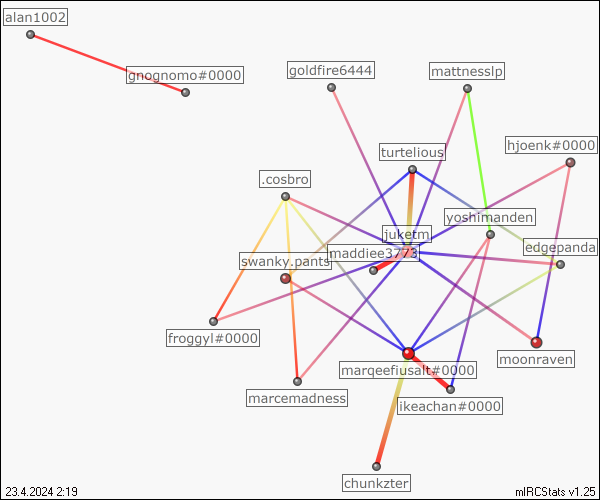 alan1002
gnognomo#0000
goldfire6444
mattnesslp
hjoenk#0000
turtelious
.cosbro
yoshimanden
juketm
edgepanda
maddiee3773
swanky.pants
froggyl#0000
moonraven
marqeefiusalt#0000
marcemadness
ikeachan#0000
chunkzter
23.4.2024 2:19
mIRCStats v1.25